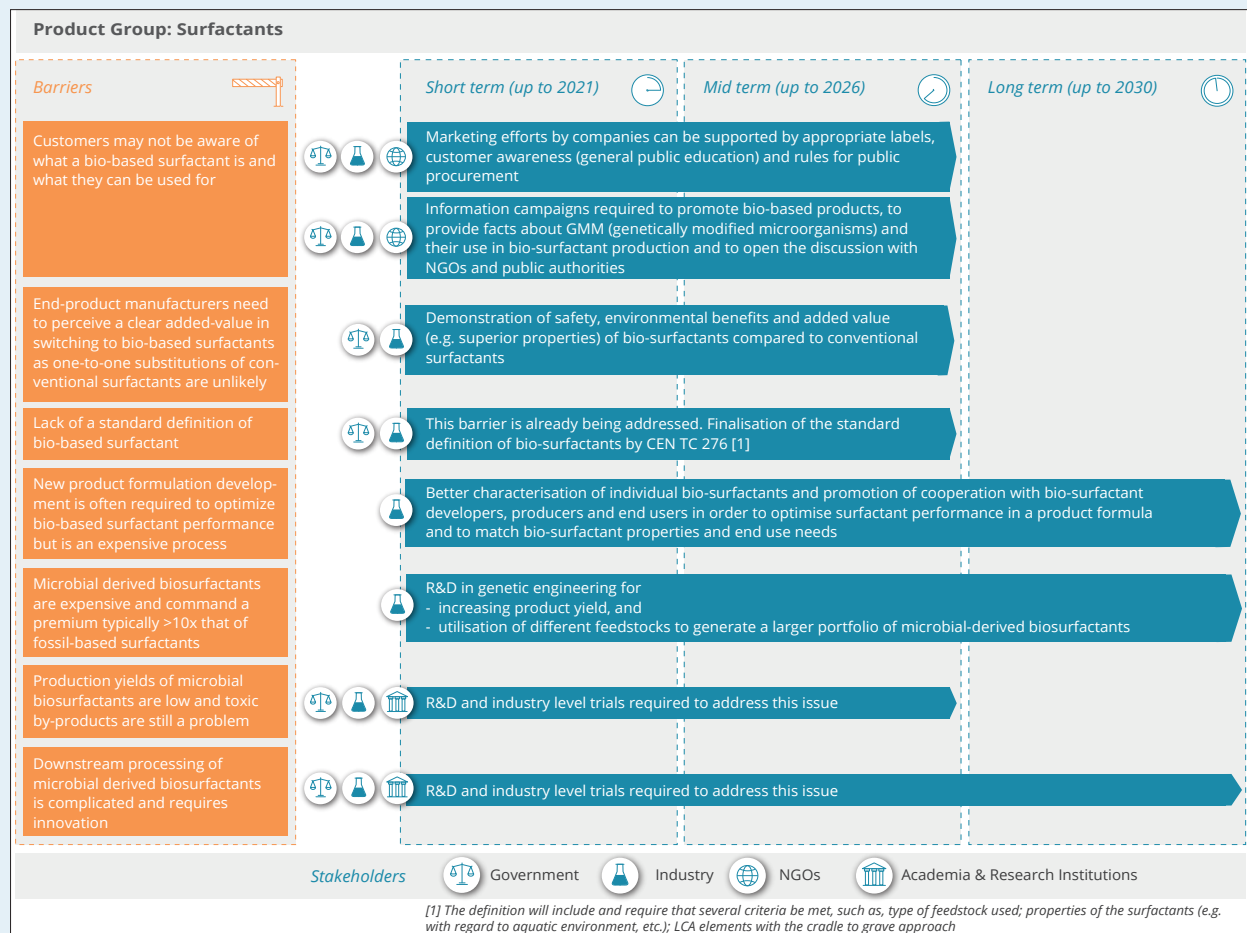 Product Group: Surfactants
Barriers
Short term (up to 2021)
Mid term (up to 2026)
Long term (up to 2030)
Customers may not be aware of
what a bio-based surfactant is and
what they can be used for
Marketing efforts by companies can be supported by appropriate labels,
customer awareness (general public education) and rules for public
procurement
Information campaigns required to promote bio-based products, to
provide facts about GMM (genetically modified microorganisms) and
their use in bio-surfactant production and to open the discussion with
NGOs and public authorities
End-product manufacturers need
to perceive a clear added-value in
switching to bio-based surfactants
as one-to-one substitutions of con-
ventional surfactants are unlikely
Demonstration of safety, environmental benefits and added value
(e.g. superior properties) of bio-surfactants compared to conventional
surfactants
Lack of a standard definition of
bio-based surfactant
This barrier is already being addressed. Finalisation of the standard
definition of bio-surfactants by CEN TC 276 [1]
New product formulation develop-
ment is often required to optimize
bio-based surfactant performance
but is an expensive process
Better characterisation of individual bio-surfactants and promotion of cooperation with bio-surfactant
developers, producers and end users in order to optimise surfactant performance in a product formula
and to match bio-surfactant properties and end use needs
Microbial derived biosurfactants
are expensive and command a
premium typically >10x that of
fossil-based surfactants
R&D in genetic engineering for
- increasing product yield, and
- utilisation of different feedstocks to generate a larger portfolio of microbial-derived biosurfactants
Production yields of microbial
biosurfactants are low and toxic
by-products are still a problem
R&D and industry level trials required to address this issue
Downstream processing of
microbial derived biosurfactants
is complicated and requires
innovation
R&D and industry level trials required to address this issue
Stakeholders
Government
Industry
NGOs
Academia & Research Institutions
[1] The definition will include and require that several criteria be met, such as, type of feedstock used; properties of the surfactants (e.g.
with regard to aquatic environment, etc.); LCA elements with the cradle to grave approach